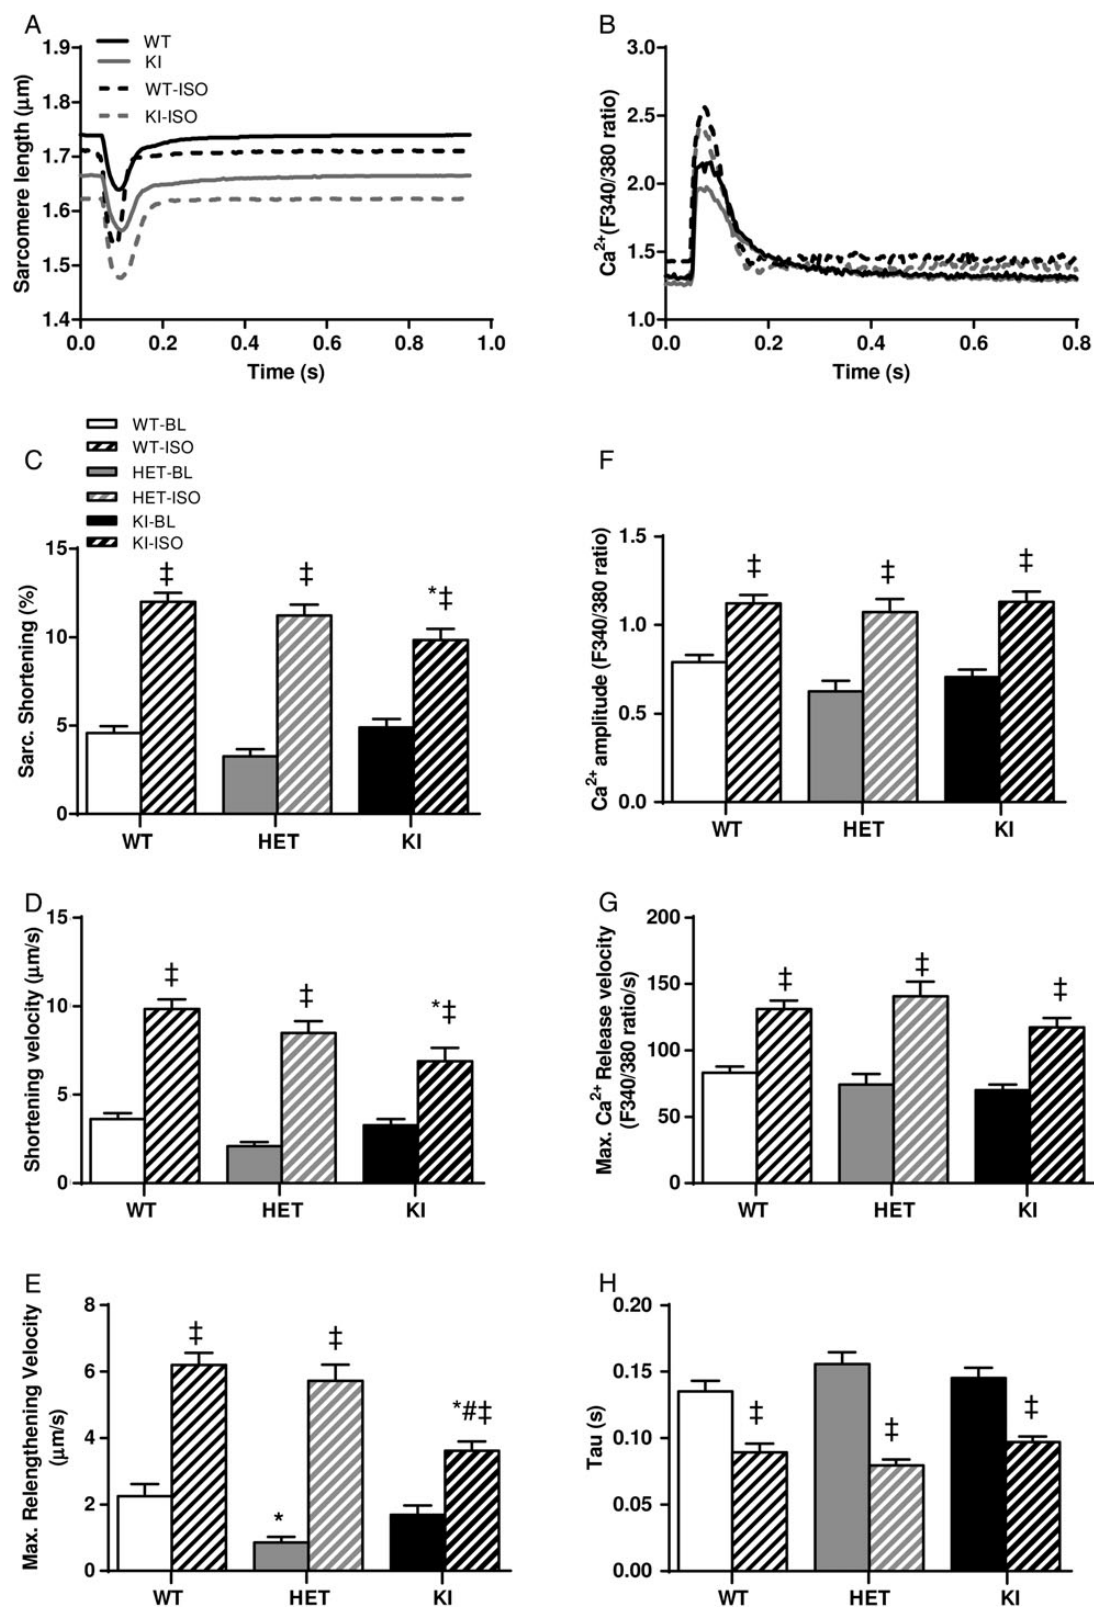 A
WT
KI
WT-ISO
KI-ISO
Sarcomere length (μm)
1.9
1.8
1.7
1.6
1.5
1.4
0.0 0.2 0.4 0.6 0.8 1.0
Time (s)
B
Ca²⁺(F340/380 ratio)
3.0
2.5
2.0
1.5
1.0
0.0 0.2 0.4 0.6 0.8
Time (s)
WT-BL
WT-ISO
HET-BL
HET-ISO
KI-BL
KI-ISO
C
Sarc. Shortening (%)
15
10
5
0
‡ ‡ *‡
WT HET KI
F
Ca²⁺ amplitude (F340/380 ratio)
1.5
1.0
0.5
0.0
‡ ‡ ‡
WT HET KI
D
Shortening velocity (μm/s)
15
10
5
0
‡ ‡ *‡
WT HET KI
G
Max. Ca²⁺ Release velocity
(F340/380 ratio/s)
200
150
100
50
0
‡ ‡ ‡
WT HET KI
E
Max. Relengthening Velocity
(μm/s)
8
6
4
2
0
‡ * ‡ *#‡
WT HET KI
H
Tau (s)
0.20
0.15
0.10
0.05
0.00
‡ ‡ ‡
WT HET KI